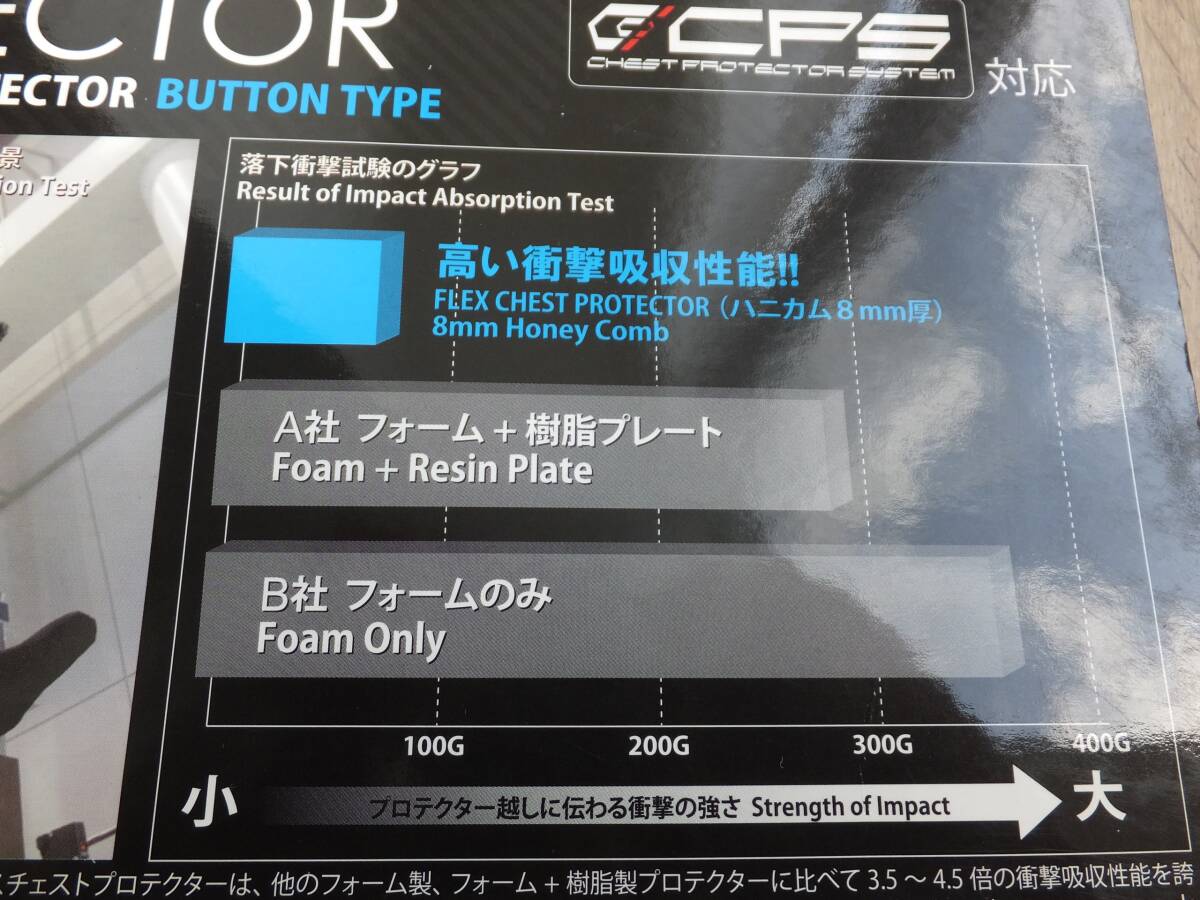 ECTOR
ECTOR BUTTON TYPE
CPS
CHEST PROTECTOR SYSTEM
対応
景
ion Test
落下衝撃試験のグラフ
Result of Impact Absorption Test
高い衝撃吸収性能!!
FLEX CHEST PROTECTOR（ハニカム8mm厚）
8mm Honey Comb
A社 フォーム＋樹脂プレート
Foam + Resin Plate
B社 フォームのみ
Foam Only
100G 200G 300G 400G
小 プロテクター越しに伝わる衝撃の強さ Strength of Impact 大
スチェストプロテクターは、他のフォーム製、フォーム＋樹脂製プロテクターに比べて3.5～4.5倍の衝撃吸収性能を誇